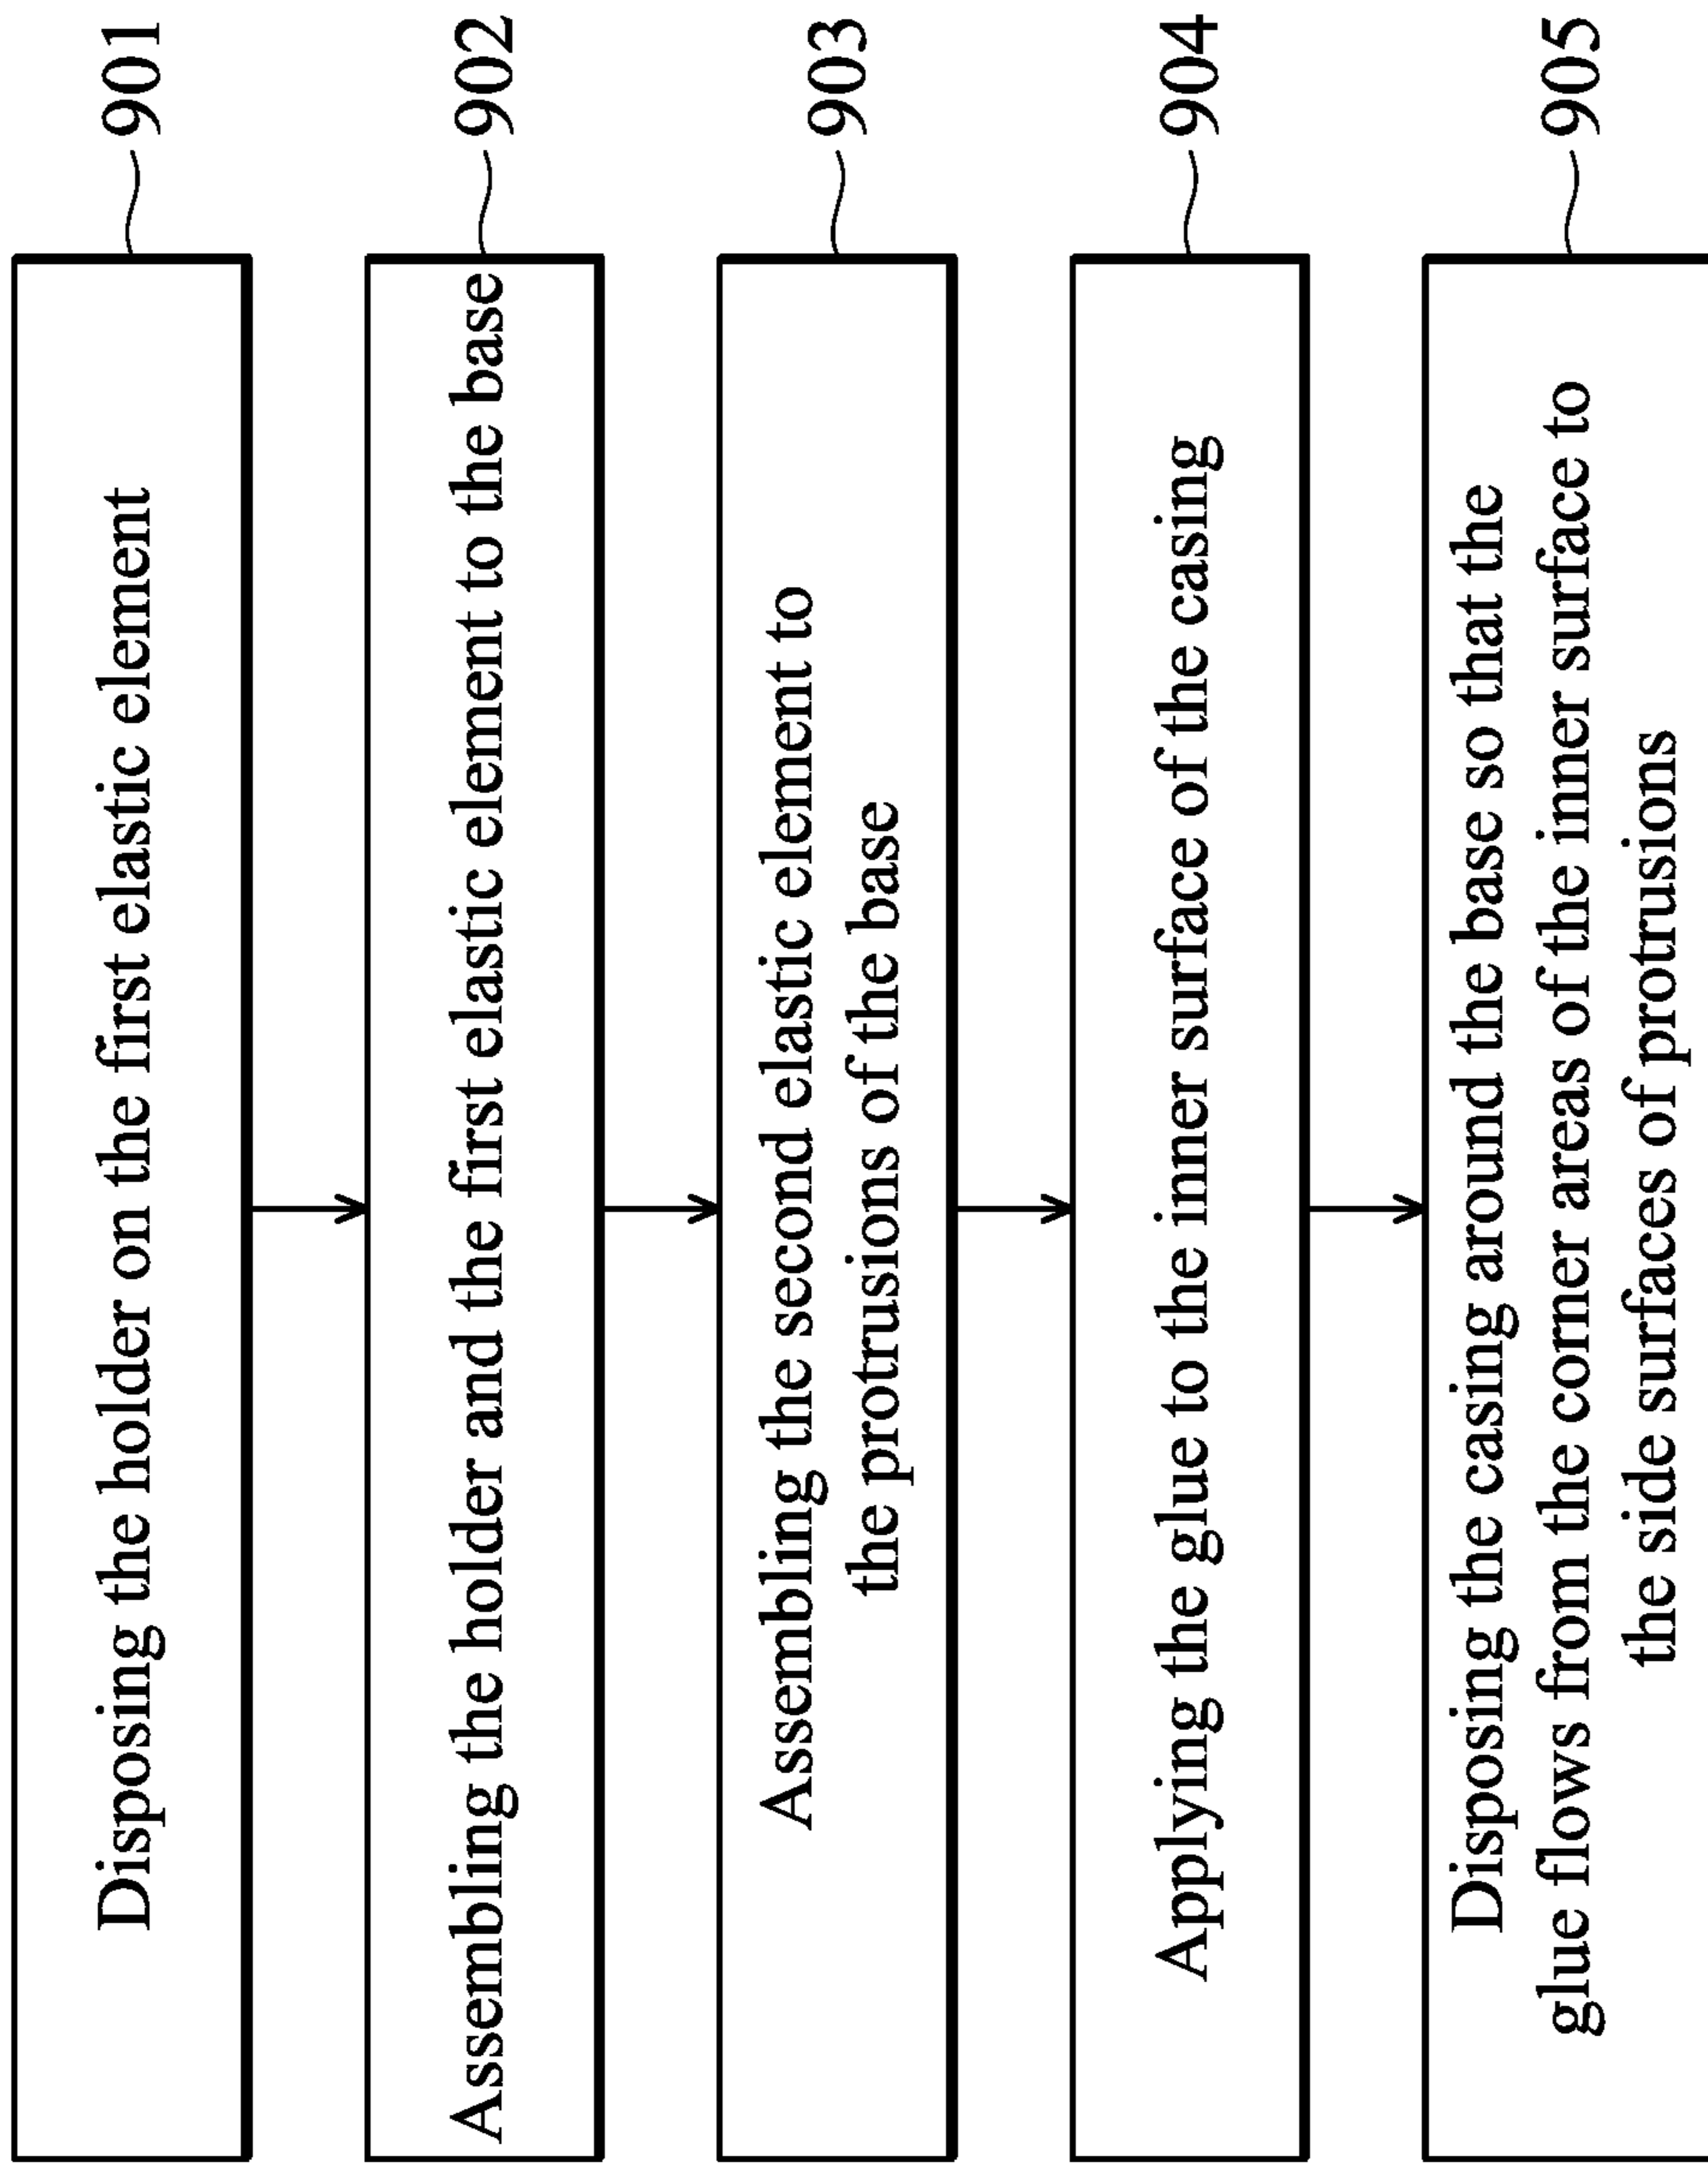 Disposing the holder on the first elastic element
901
Assembling the holder and the first elastic element to the base
902
Assembling the second elastic element to
the protrusions of the base
903
Applying the glue to the inner surface of the casing
904
Disposing the casing around the base so that the
glue flows from the corner areas of the inner surface to
the side surfaces of protrusions
905